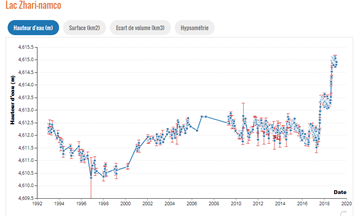 Lac Zhari-namco
Hauteur d'eau (m) Surface (km2) Ecart de volume (km3) Hypsométrie
Hauteur d'eau (m)
4,615.5
4,615.0
4,614.5
4,614.0
4,613.5
4,613.0
4,612.5
4,612.0
4,611.5
4,611.0
4,610.5
4,610.0
4,609.5
Date
1992 1994 1996 1998 2000 2002 2004 2006 2008 2010 2012 2014 2016 2018 2020